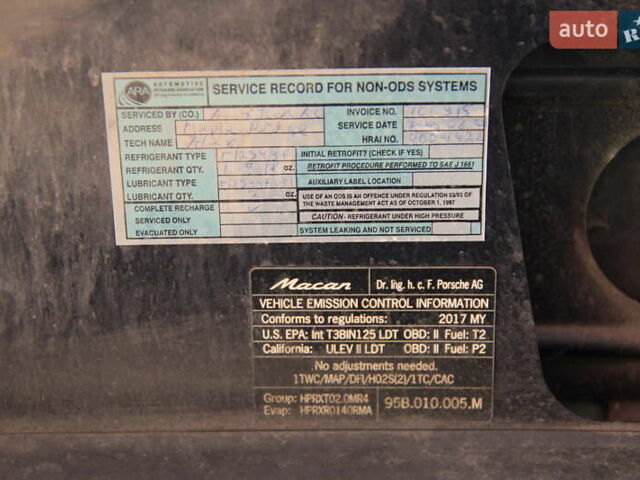 auto
R
ARA
AUTOMOTIVE
RETAILERS ASSOCIATION
SERVICE RECORD FOR NON-ODS SYSTEMS
SERVICED BY (CO.)
INVOICE NO.
ADDRESS
SERVICE DATE
TECH NAME
HRAI NO.
REFRIGERANT TYPE
INITIAL RETROFIT? (CHECK IF YES)
REFRIGERANT QTY. OZ.
RETROFIT PROCEDURE PERFORMED TO SAE J 1661
LUBRICANT TYPE
AUXILIARY LABEL LOCATION
LUBRICANT QTY. OZ.
USE OF AN ODS IS AN OFFENCE UNDER REGULATION 53/93 OF
THE WASTE MANAGEMENT ACT AS OF OCTOBER 1, 1997
COMPLETE RECHARGE
SERVICED ONLY
CAUTION - REFRIGERANT UNDER HIGH PRESSURE
EVACUATED ONLY
SYSTEM LEAKING AND NOT SERVICED
Macan Dr. Ing. h. c. F. Porsche AG
VEHICLE EMISSION CONTROL INFORMATION
Conforms to regulations: 2017 MY
U.S. EPA: Int T3BIN125 LDT OBD: II Fuel: T2
California: ULEV II LDT OBD: II Fuel: P2
No adjustments needed.
1TWC/MAP/DFI/HO2S(2)/1TC/CAC
Group: HPRXT02.0MR4
Evap: HPRXR0140RMA
95B.010.005.M